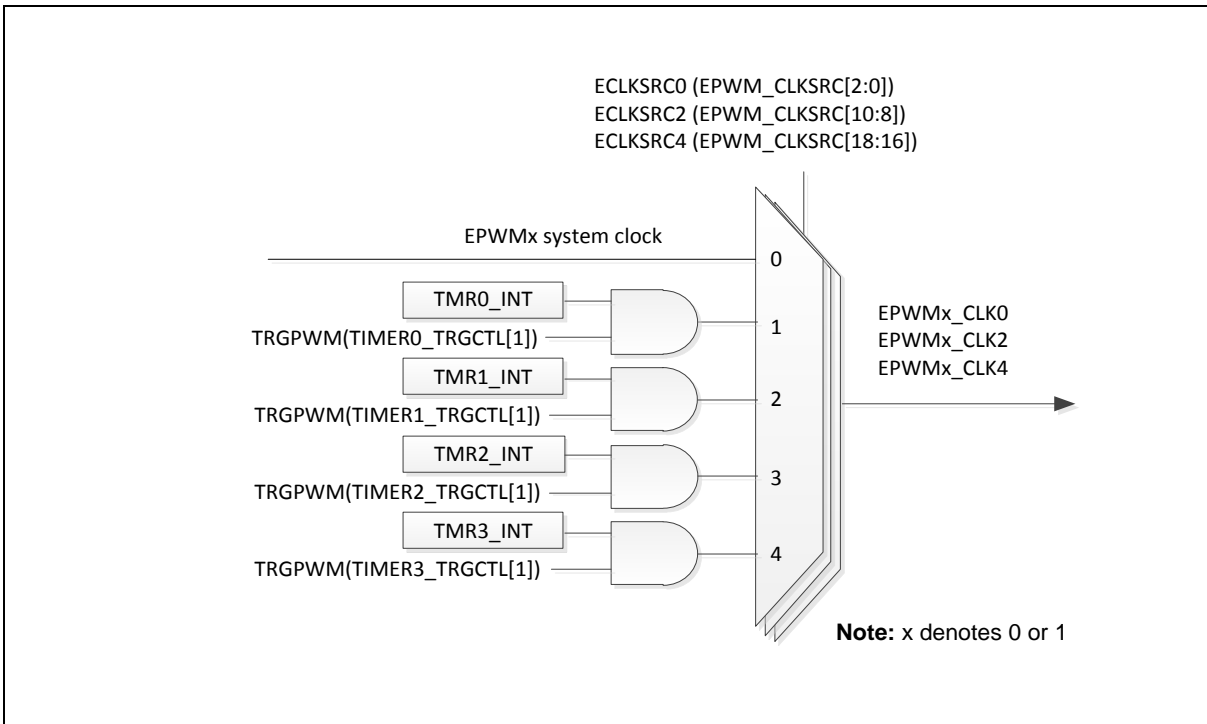 ECLKSRC0 (EPWM_CLKSRC[2:0])
ECLKSRC2 (EPWM_CLKSRC[10:8])
ECLKSRC4 (EPWM_CLKSRC[18:16])
EPWMx system clock
0
TMR0_INT
1
TRGPWM(TIMER0_TRGCTL[1])
TMR1_INT
2
TRGPWM(TIMER1_TRGCTL[1])
TMR2_INT
3
TRGPWM(TIMER2_TRGCTL[1])
TMR3_INT
4
TRGPWM(TIMER3_TRGCTL[1])
EPWMx_CLK0
EPWMx_CLK2
EPWMx_CLK4
Note: x denotes 0 or 1